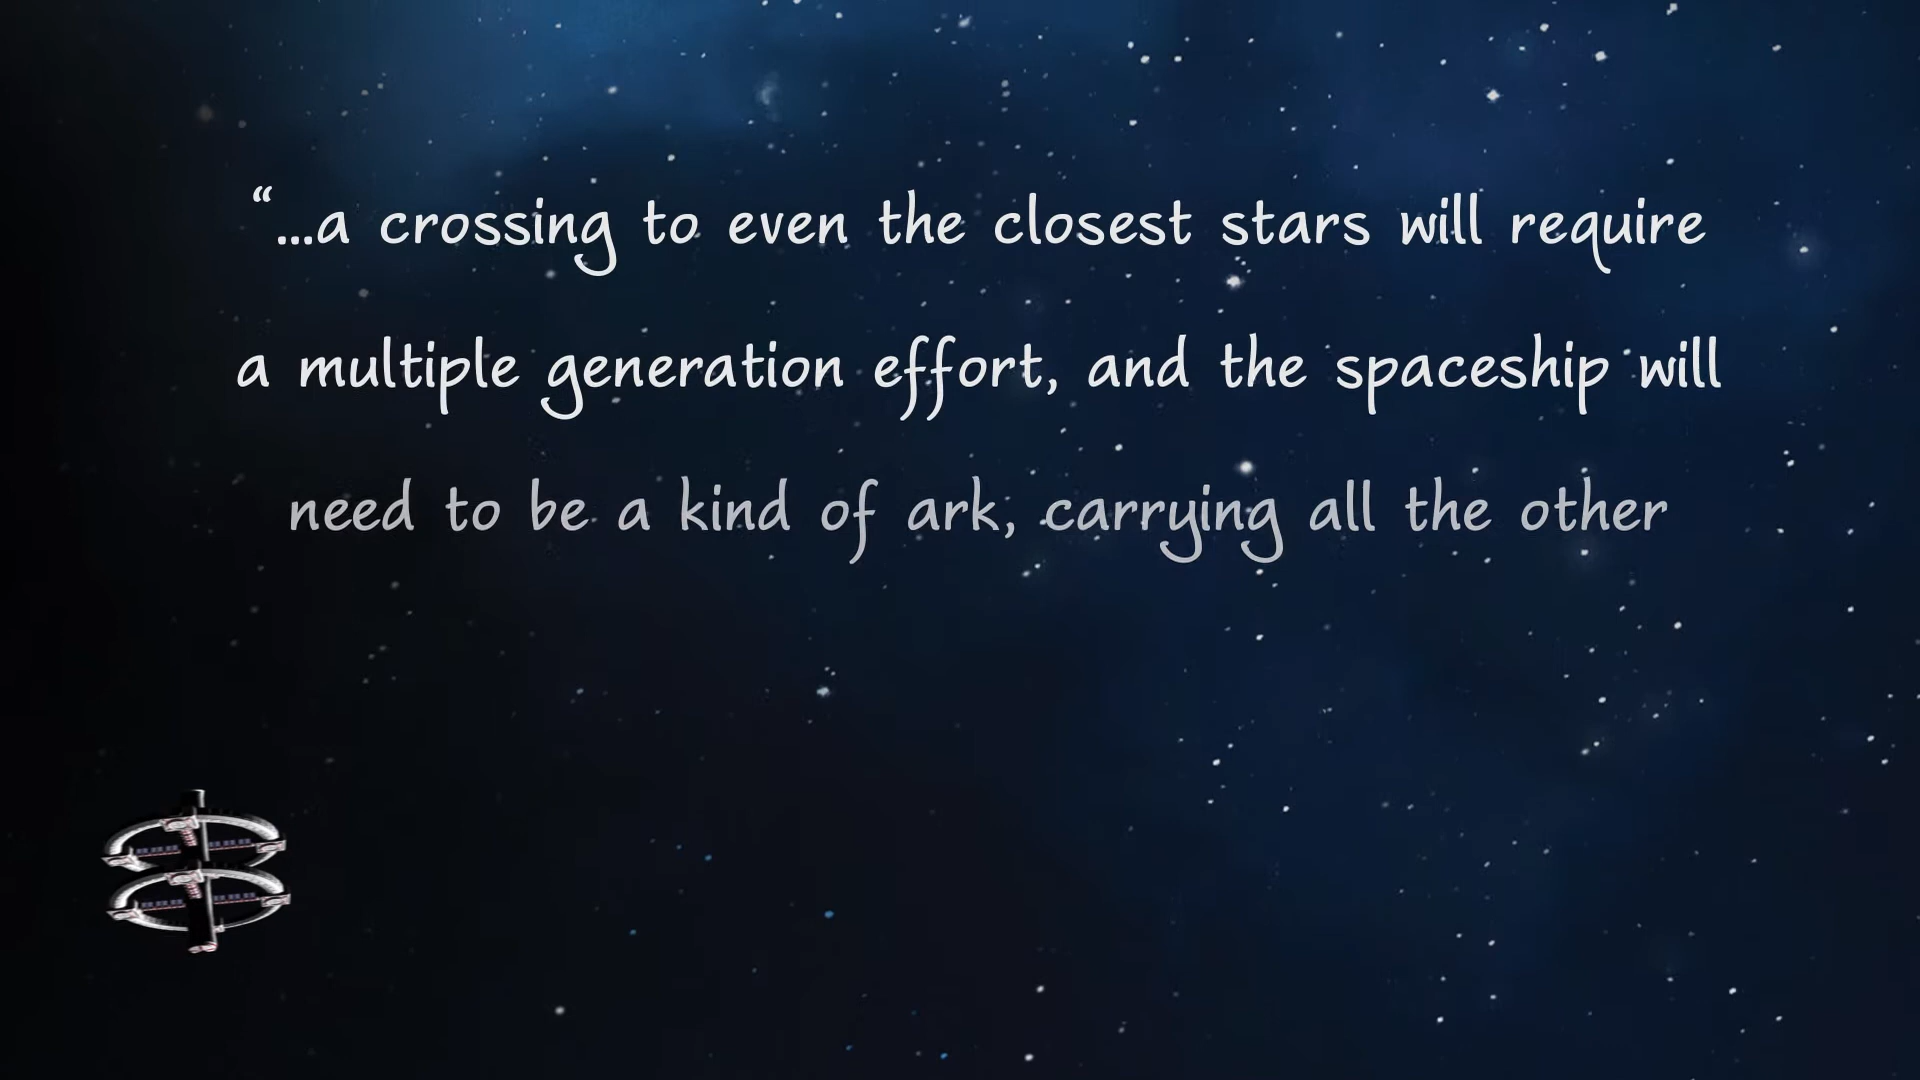 “...a crossing to even the closest stars will require
a multiple generation effort, and the spaceship will
need to be a kind of ark, carrying all the other